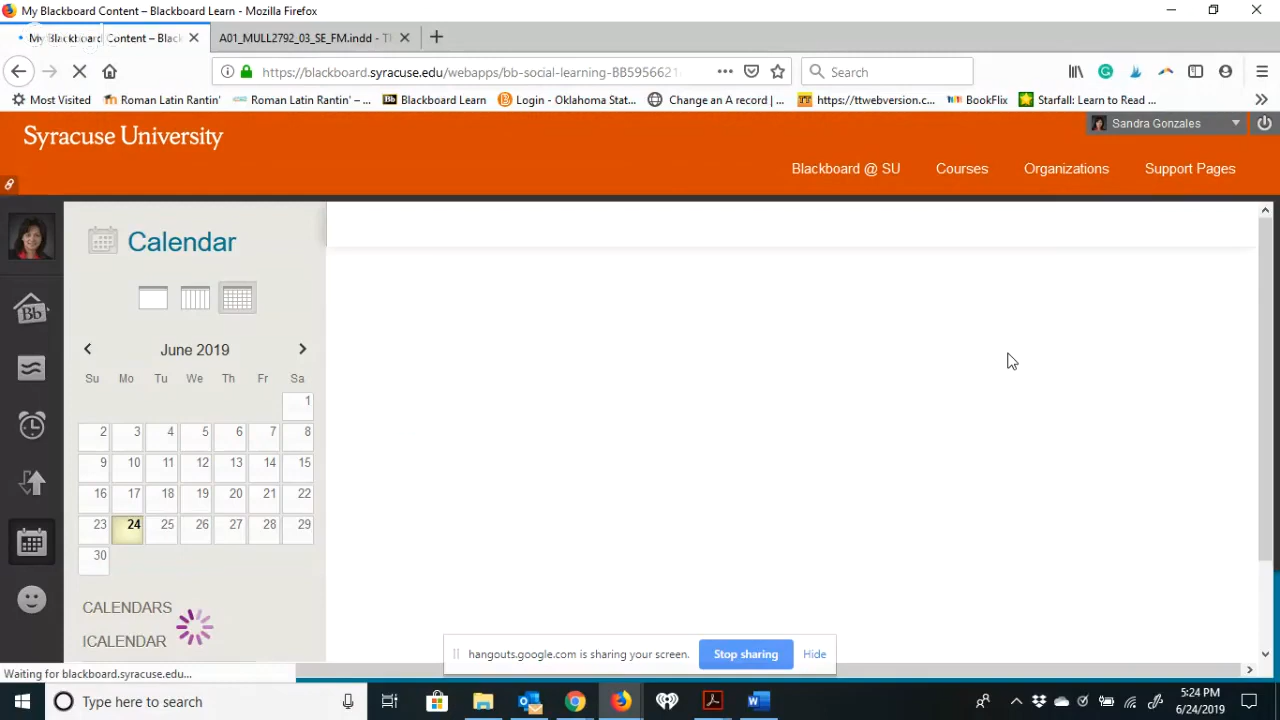 My Blackboard Content – Blackboard Learn - Mozilla Firefox
My Blackboard Content – Black
A01_MULL2792_03_SE_FM.indd - T
https://blackboard.syracuse.edu/webapps/bb-social-learning-BB5956621
Search
Most Visited
Roman Latin Rantin'
Roman Latin Rantin' – ...
Blackboard Learn
Login - Oklahoma Stat...
Change an A record | ...
https://ttwebversion.c...
BookFlix
Starfall: Learn to Read ...
Syracuse University
Sandra Gonzales
Blackboard @ SU
Courses
Organizations
Support Pages
Bb
Calendar
June 2019
Su Mo Tu We Th Fr Sa
1
2 3 4 5 6 7 8
9 10 11 12 13 14 15
16 17 18 19 20 21 22
23 24 25 26 27 28 29
30
CALENDARS
ICALENDAR
hangouts.google.com is sharing your screen.
Stop sharing
Hide
Waiting for blackboard.syracuse.edu...
Type here to search
5:24 PM
6/24/2019